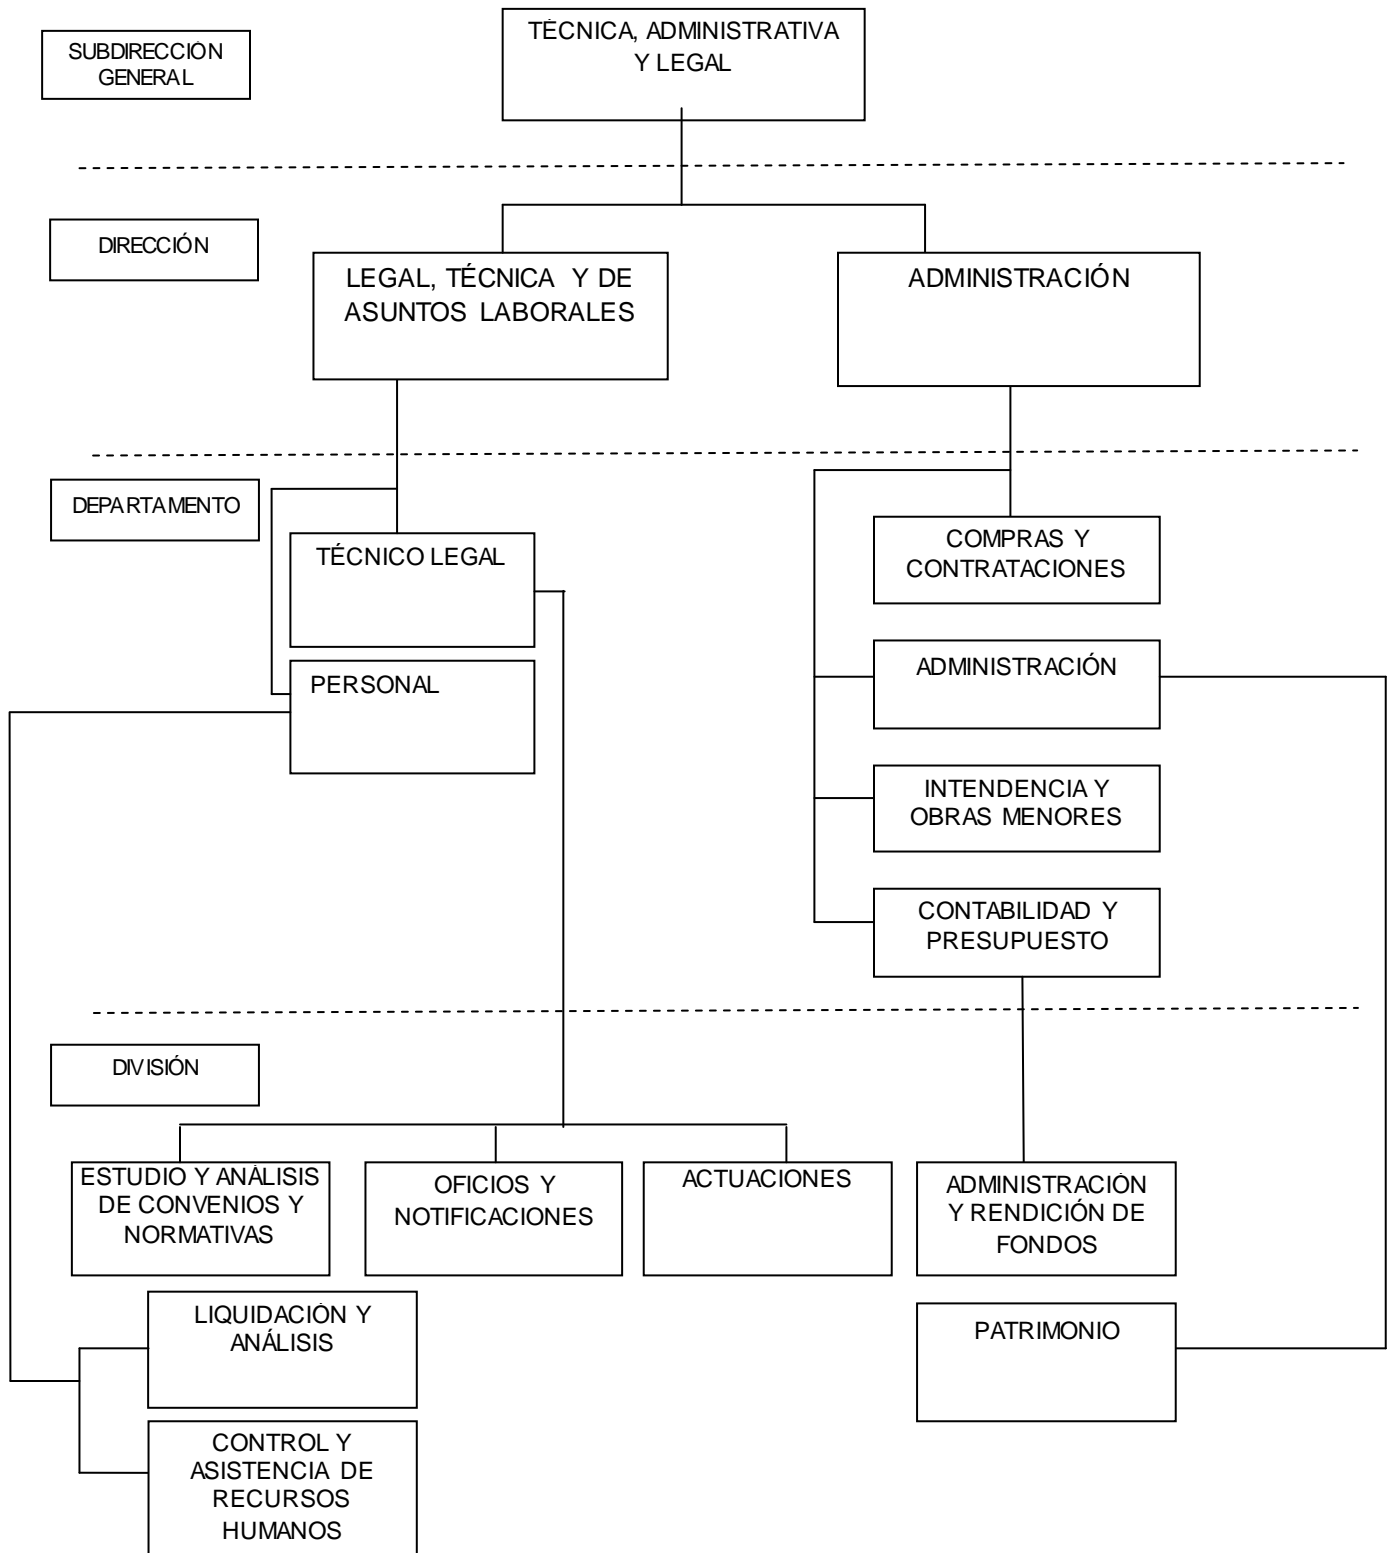 SUBDIRECCIÓN
GENERAL
TÉCNICA, ADMINISTRATIVA
Y LEGAL
DIRECCIÓN
LEGAL, TÉCNICA Y DE
ASUNTOS LABORALES
ADMINISTRACIÓN
DEPARTAMENTO
TÉCNICO LEGAL
PERSONAL
COMPRAS Y
CONTRATACIONES
ADMINISTRACIÓN
INTENDENCIA Y
OBRAS MENORES
CONTABILIDAD Y
PRESUPUESTO
DIVISIÓN
ESTUDIO Y ANÁLISIS
DE CONVENIOS Y
NORMATIVAS
OFICIOS Y
NOTIFICACIONES
ACTUACIONES
ADMINISTRACIÓN
Y RENDICIÓN DE
FONDOS
LIQUIDACIÓN Y
ANÁLISIS
PATRIMONIO
CONTROL Y
ASISTENCIA DE
RECURSOS
HUMANOS